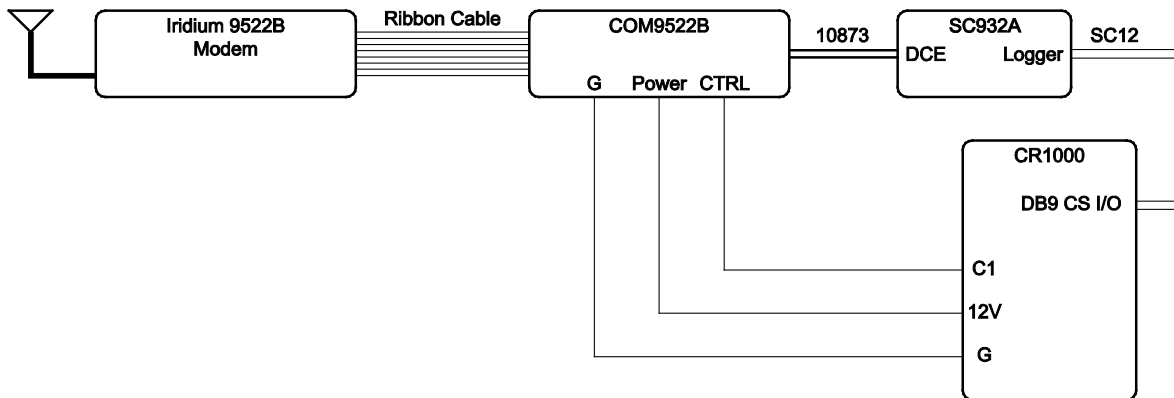 Iridium 9522B
Modem
Ribbon Cable
COM9522B
G Power CTRL
10873
SC932A
DCE Logger
SC12
CR1000
DB9 CS I/O
C1
12V
G